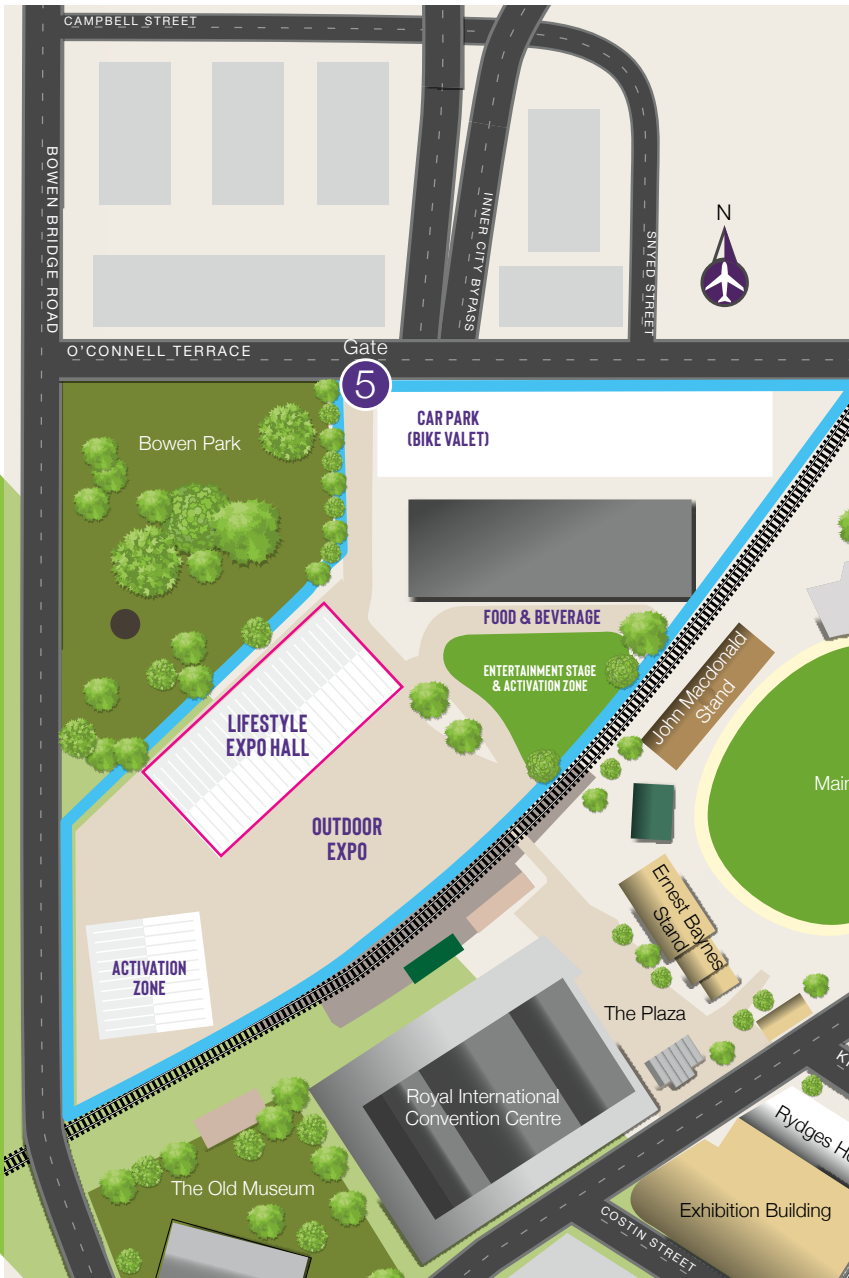 CAMPBELL STREET
BOWEN BRIDGE ROAD
INNER CITY BYPASS
SNYED STREET
N
O'CONNELL TERRACE
Gate
5
Bowen Park
CAR PARK
(BIKE VALET)
FOOD & BEVERAGE
ENTERTAINMENT STAGE
& ACTIVATION ZONE
John Macdonald
Stand
LIFESTYLE
EXPO HALL
Main
OUTDOOR
EXPO
Ernest Baynes
Stand
ACTIVATION
ZONE
The Plaza
Royal International
Convention Centre
The Old Museum
Rydges H
Exhibition Building
COSTIN STREET